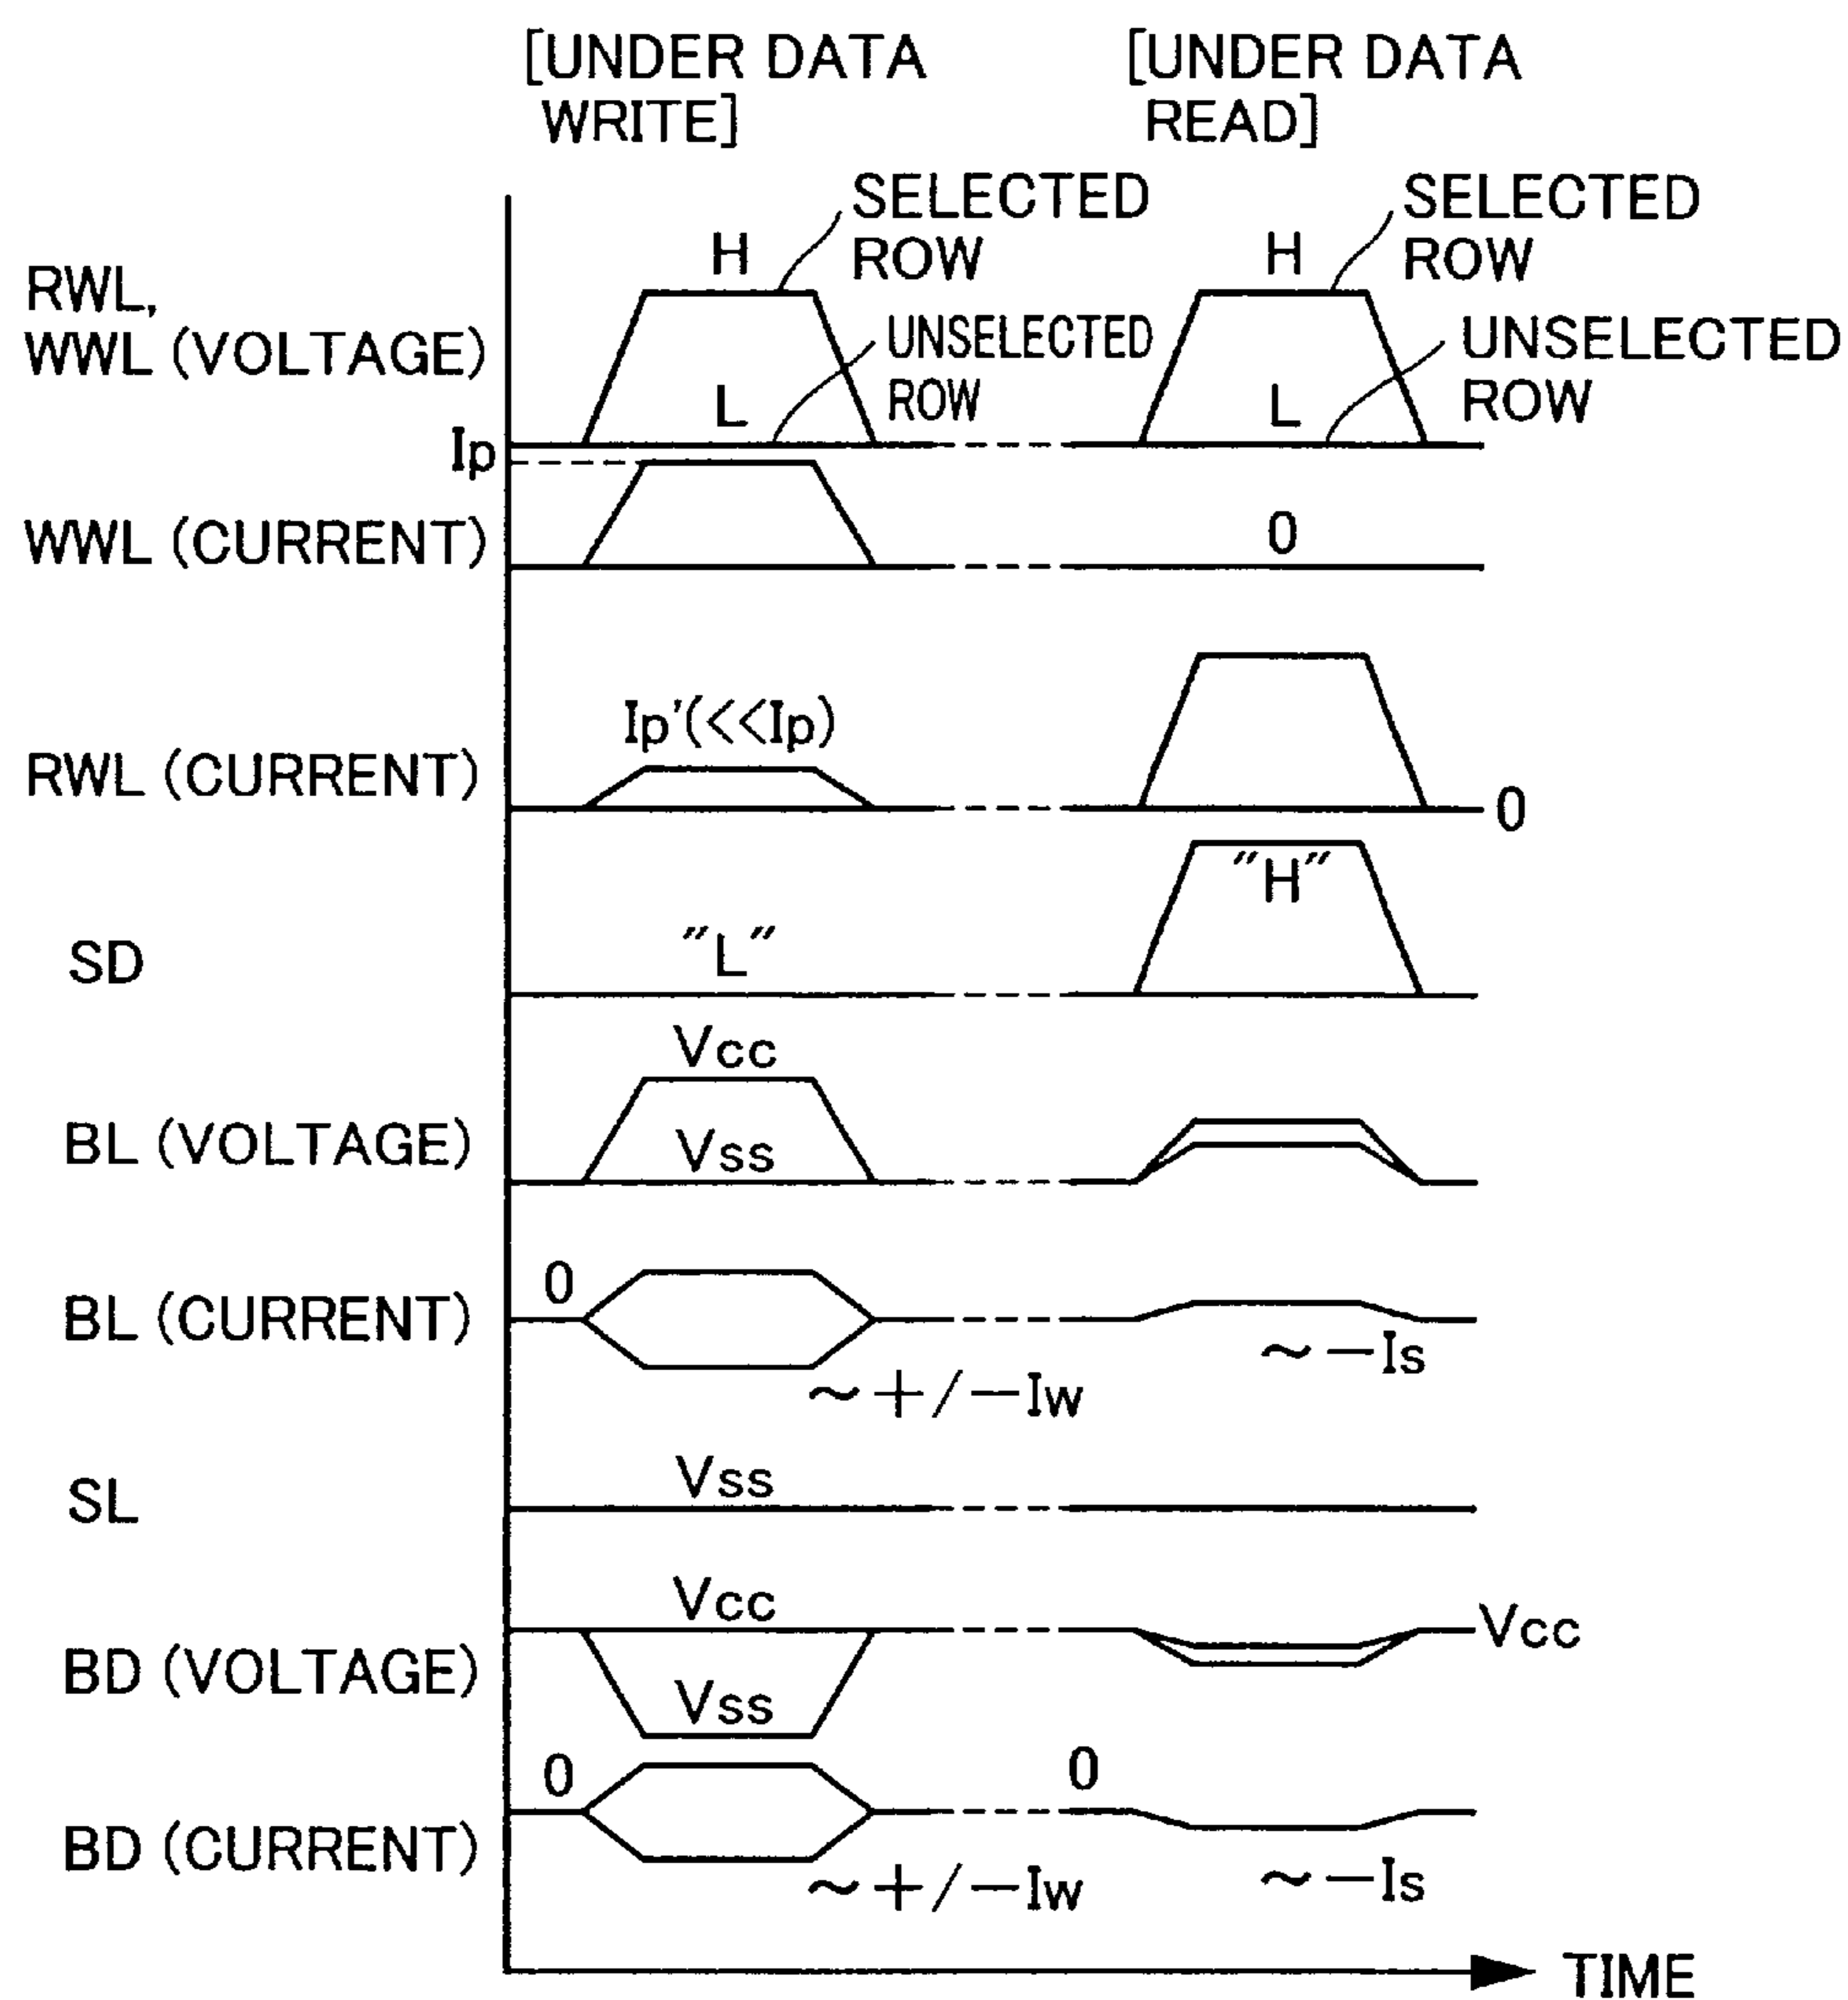 [UNDER DATA
WRITE]
[UNDER DATA
READ]
RWL,
WWL (VOLTAGE)
H
SELECTED
ROW
L
UNSELECTED
ROW
H
SELECTED
ROW
L
UNSELECTED
ROW
Ip
WWL (CURRENT)
0
RWL (CURRENT)
Ip'(<<Ip)
0
SD
"L"
"H"
BL (VOLTAGE)
Vcc
Vss
BL (CURRENT)
0
~+/-Iw
~-Is
SL
Vss
BD (VOLTAGE)
Vcc
Vss
Vcc
BD (CURRENT)
0
~+/-Iw
0
~-Is
TIME